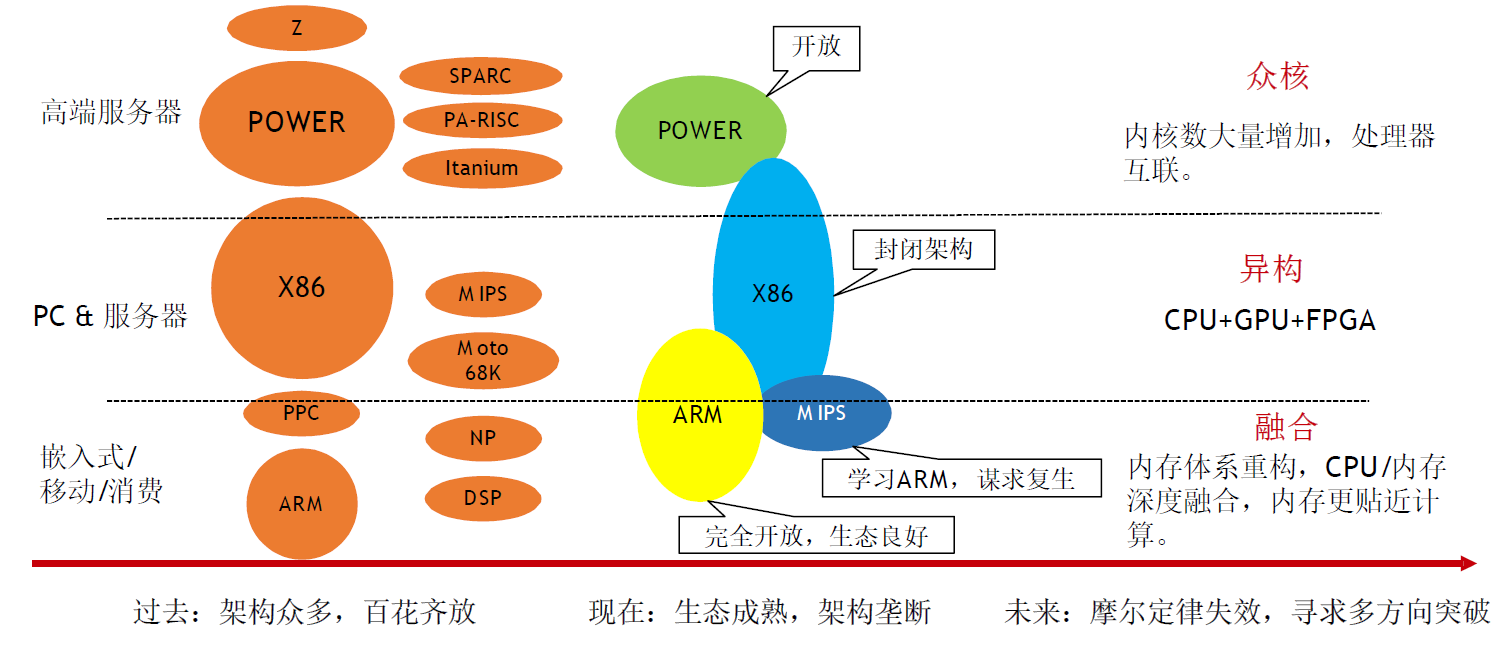 Z
SPARC
POWER
PA-RISC
Itanium
高端服务器
POWER
开放
众核
内核数大量增加，处理器
互联。
X86
MIPS
Moto
68K
PC & 服务器
X86
封闭架构
异构
CPU+GPU+FPGA
PPC
NP
ARM
DSP
嵌入式/
移动/消费
ARM
MIPS
学习ARM，谋求复生
完全开放，生态良好
融合
内存体系重构，CPU/内存
深度融合，内存更贴近计
算。
过去：架构众多，百花齐放
现在：生态成熟，架构垄断
未来：摩尔定律失效，寻求多方向突破